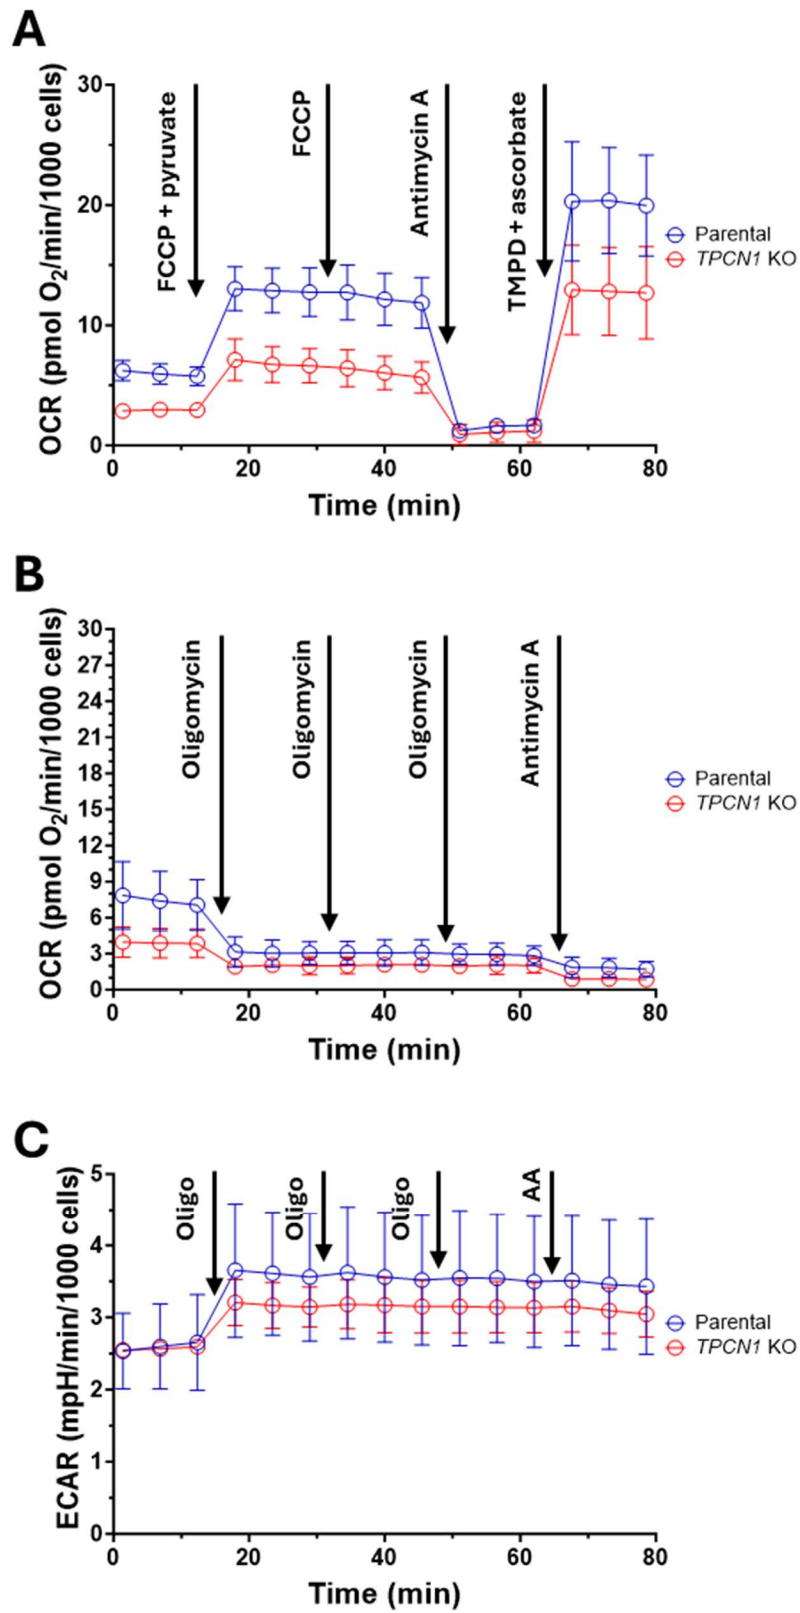 A
OCR (pmol O2/min/1000 cells)
30
20
10
0
FCCP + pyruvate
FCCP
Antimycin A
TMPD + ascorbate
Parental
TPCN1 KO
0 20 40 60 80
Time (min)
B
OCR (pmol O2/min/1000 cells)
30
27
24
21
18
15
12
9
6
3
0
Oligomycin
Oligomycin
Oligomycin
Antimycin A
Parental
TPCN1 KO
0 20 40 60 80
Time (min)
C
ECAR (mpH/min/1000 cells)
5
4
3
2
1
0
Oligo
Oligo
Oligo
AA
Parental
TPCN1 KO
0 20 40 60 80
Time (min)